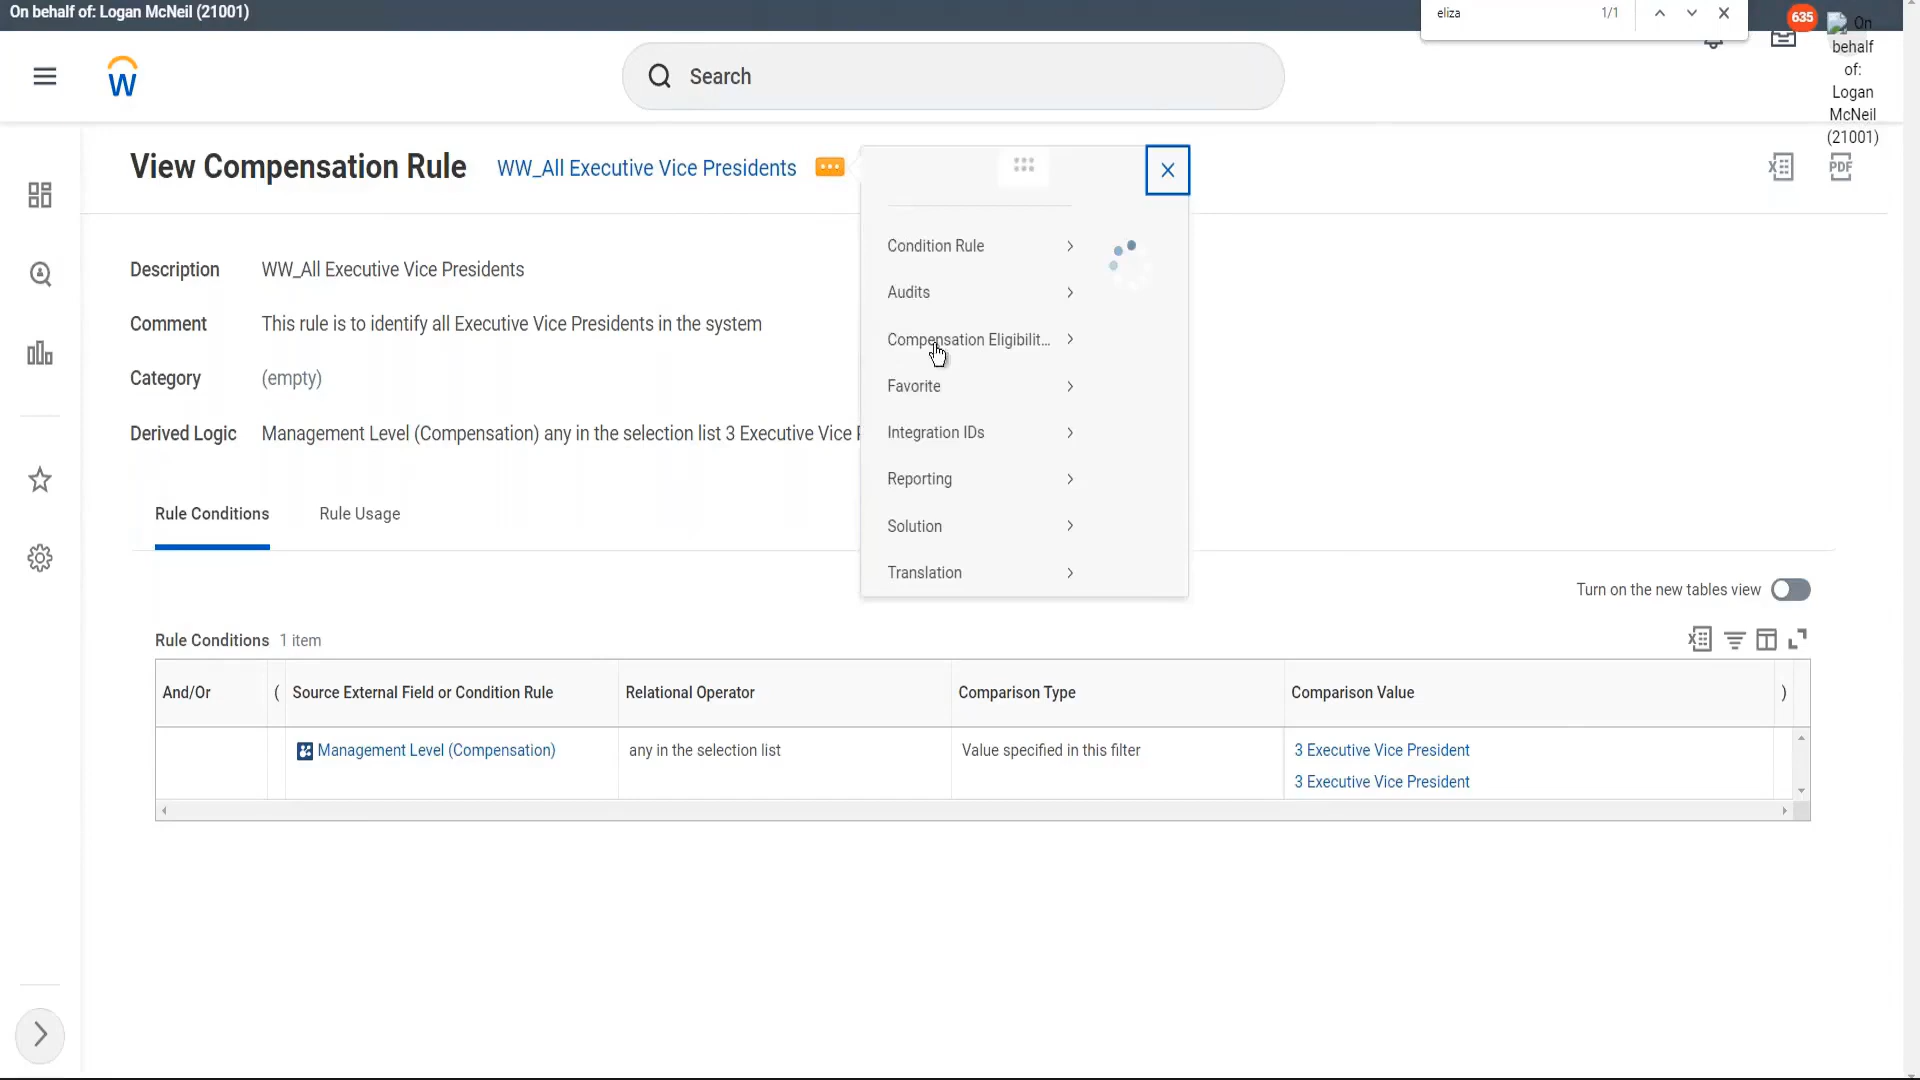 On behalf of: Logan McNeil (21001)
eliza 1/1
635
On
behalf
of:
Logan
McNeil
(21001)
W
Search
View Compensation Rule WW_All Executive Vice Presidents
PDF
Description WW_All Executive Vice Presidents
Comment This rule is to identify all Executive Vice Presidents in the system
Category (empty)
Derived Logic Management Level (Compensation) any in the selection list 3 Executive Vice
Condition Rule
Audits
Compensation Eligibilit...
Favorite
Integration IDs
Reporting
Solution
Translation
Rule Conditions Rule Usage
Turn on the new tables view
Rule Conditions 1 item
And/Or ( Source External Field or Condition Rule Relational Operator Comparison Type Comparison Value )
Management Level (Compensation) any in the selection list Value specified in this filter 3 Executive Vice President
3 Executive Vice President